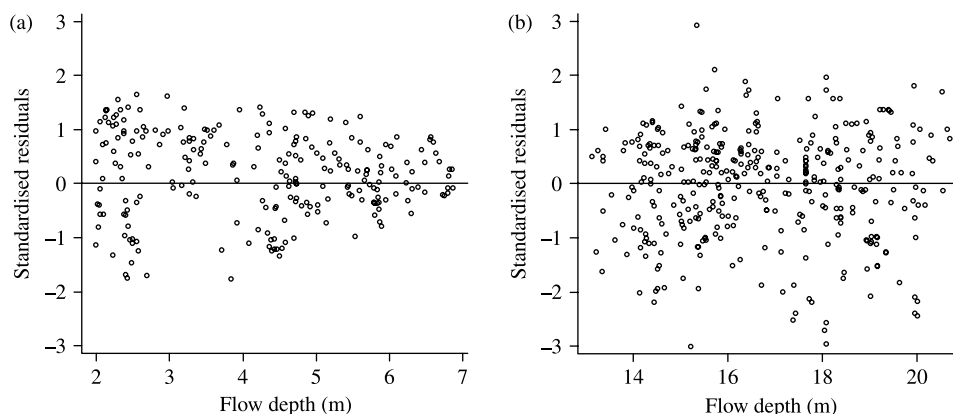 (a)
Standardised residuals
3
2
1
0
−1
−2
−3
2 3 4 5 6 7
Flow depth (m)
(b)
Standardised residuals
3
2
1
0
−1
−2
−3
14 16 18 20
Flow depth (m)